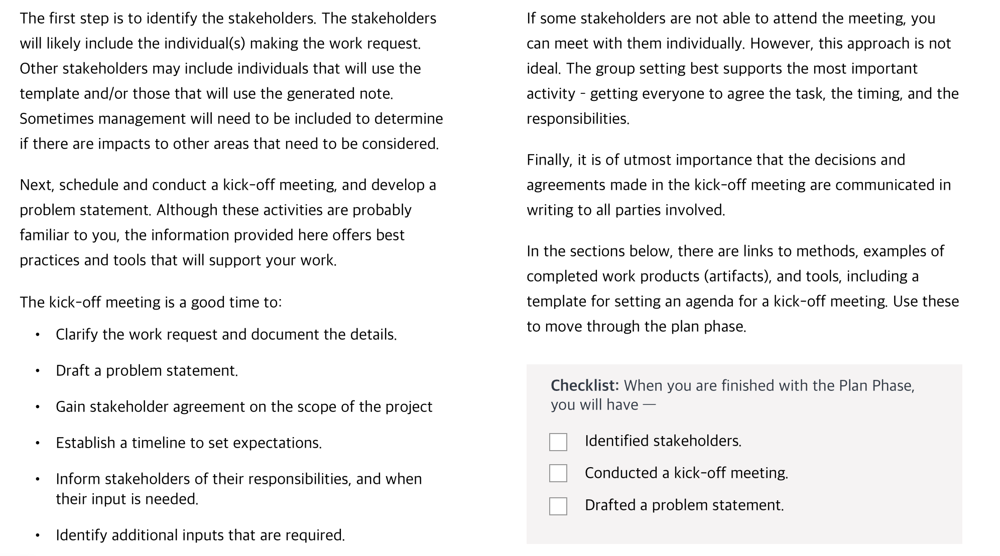 The first step is to identify the stakeholders. The stakeholders
will likely include the individual(s) making the work request.
Other stakeholders may include individuals that will use the
template and/or those that will use the generated note.
Sometimes management will need to be included to determine
if there are impacts to other areas that need to be considered.
Next, schedule and conduct a kick-off meeting, and develop a
problem statement. Although these activities are probably
familiar to you, the information provided here offers best
practices and tools that will support your work.
The kick-off meeting is a good time to:
• Clarify the work request and document the details.
• Draft a problem statement.
• Gain stakeholder agreement on the scope of the project
• Establish a timeline to set expectations.
• Inform stakeholders of their responsibilities, and when
their input is needed.
• Identify additional inputs that are required.
If some stakeholders are not able to attend the meeting, you
can meet with them individually. However, this approach is not
ideal. The group setting best supports the most important
activity - getting everyone to agree the task, the timing, and the
responsibilities.
Finally, it is of utmost importance that the decisions and
agreements made in the kick-off meeting are communicated in
writing to all parties involved.
In the sections below, there are links to methods, examples of
completed work products (artifacts), and tools, including a
template for setting an agenda for a kick-off meeting. Use these
to move through the plan phase.
Checklist: When you are finished with the Plan Phase,
you will have —
Identified stakeholders.
Conducted a kick-off meeting.
Drafted a problem statement.